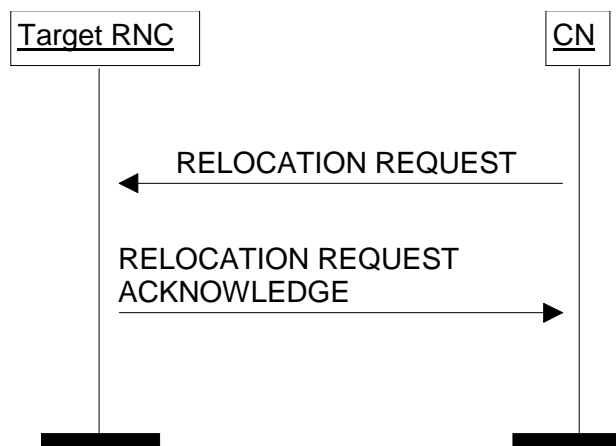 Target RNC
CN
RELOCATION REQUEST
RELOCATION REQUEST
ACKNOWLEDGE